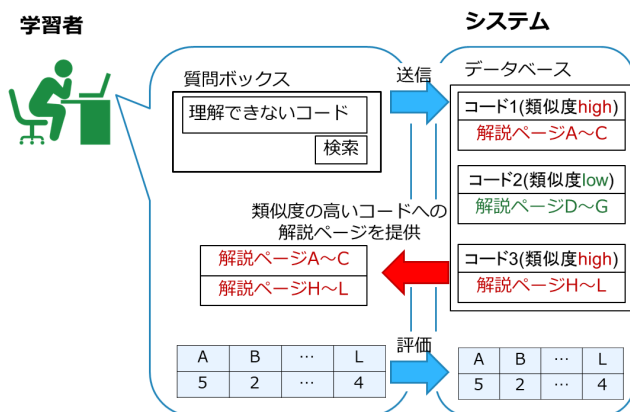 学習者
システム
質問ボックス
理解できないコード
検索
送信
データベース
コード1(類似度high)
解説ページA～C
コード2(類似度low)
解説ページD～G
コード3(類似度high)
解説ページH～L
類似度の高いコードへの
解説ページを提供
解説ページA～C
解説ページH～L
評価
A B … L
5 2 … 4
A B … L
5 2 … 4